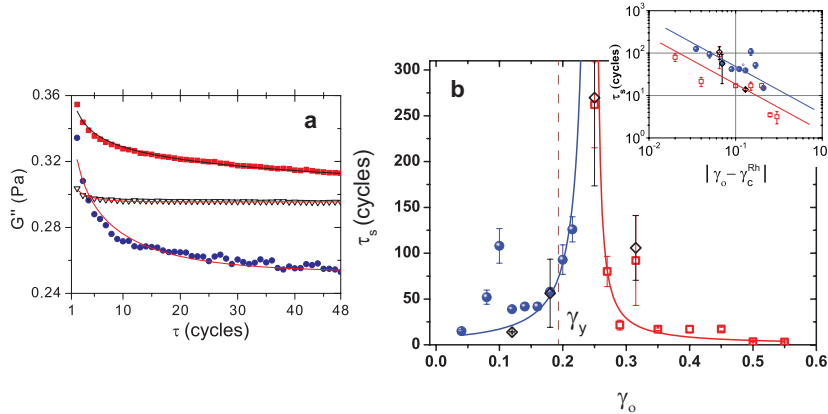 a
G" (Pa)
0.36
0.32
0.28
0.24
1 10 20 30 40 48
τ (cycles)
b
τs (cycles)
300
250
200
150
100
50
0
0.0 0.1 0.2 0.3 0.4 0.5 0.6
γy
γo
τs(cycles)
10³
10²
10¹
10⁰
10⁻² 10⁻¹ 10
| γo − γc^Rh |